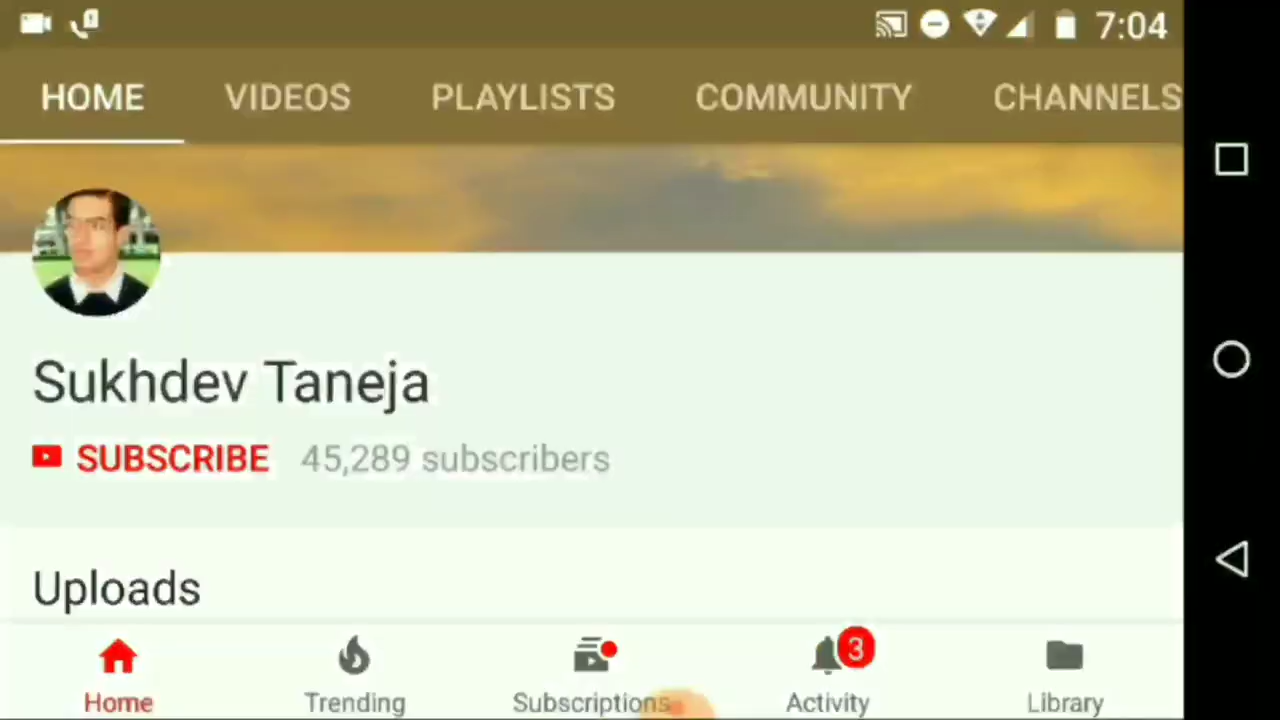 7:04
HOME VIDEOS PLAYLISTS COMMUNITY CHANNELS
Sukhdev Taneja
SUBSCRIBE 45,289 subscribers
Uploads
3
Home Trending Subscriptions Activity Library